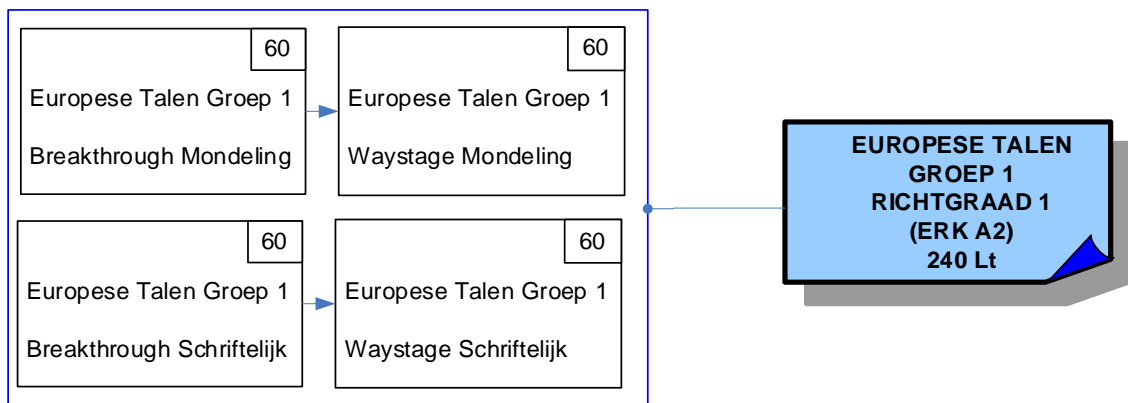 60
Europese Talen Groep 1
Breakthrough Mondeling
60
Europese Talen Groep 1
Waystage Mondeling
60
Europese Talen Groep 1
Breakthrough Schriftelijk
60
Europese Talen Groep 1
Waystage Schriftelijk
EUROPESE TALEN
GROEP 1
RICHTGRAAD 1
(ERK A2)
240 Lt